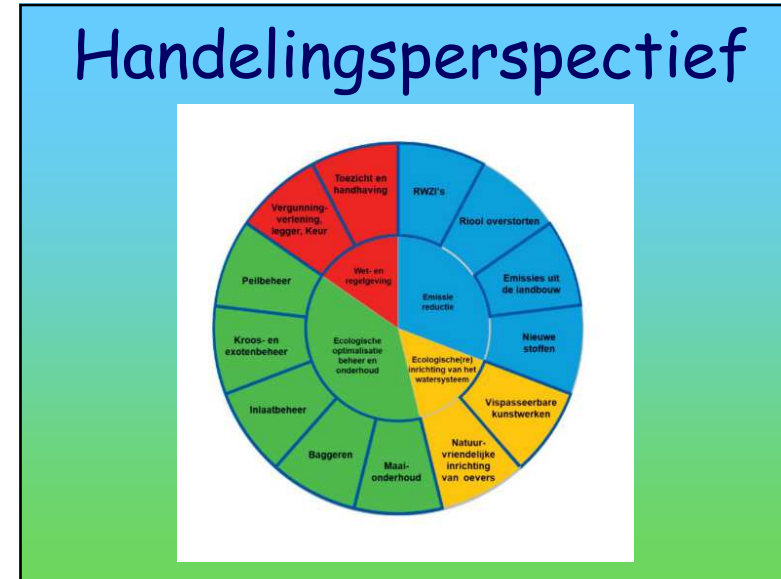 Handelingsperspectief
Toezicht en
handhaving
RWZI's
Vergunning-
verlening,
legger, Keur
Riool overstorten
Wet- en
regelgeving
Emissie
reductie
Emissies uit
de landbouw
Peilbeheer
Nieuwe
stoffen
Kroos- en
exotenbeheer
Ecologische
optimalisatie
beheer en
onderhoud
Ecologische(re)
inrichting van het
watersysteem
Vispasseerbare
kunstwerken
Inlaatbeheer
Natuur-
vriendelijke
inrichting
van oevers
Baggeren
Maai-
onderhoud